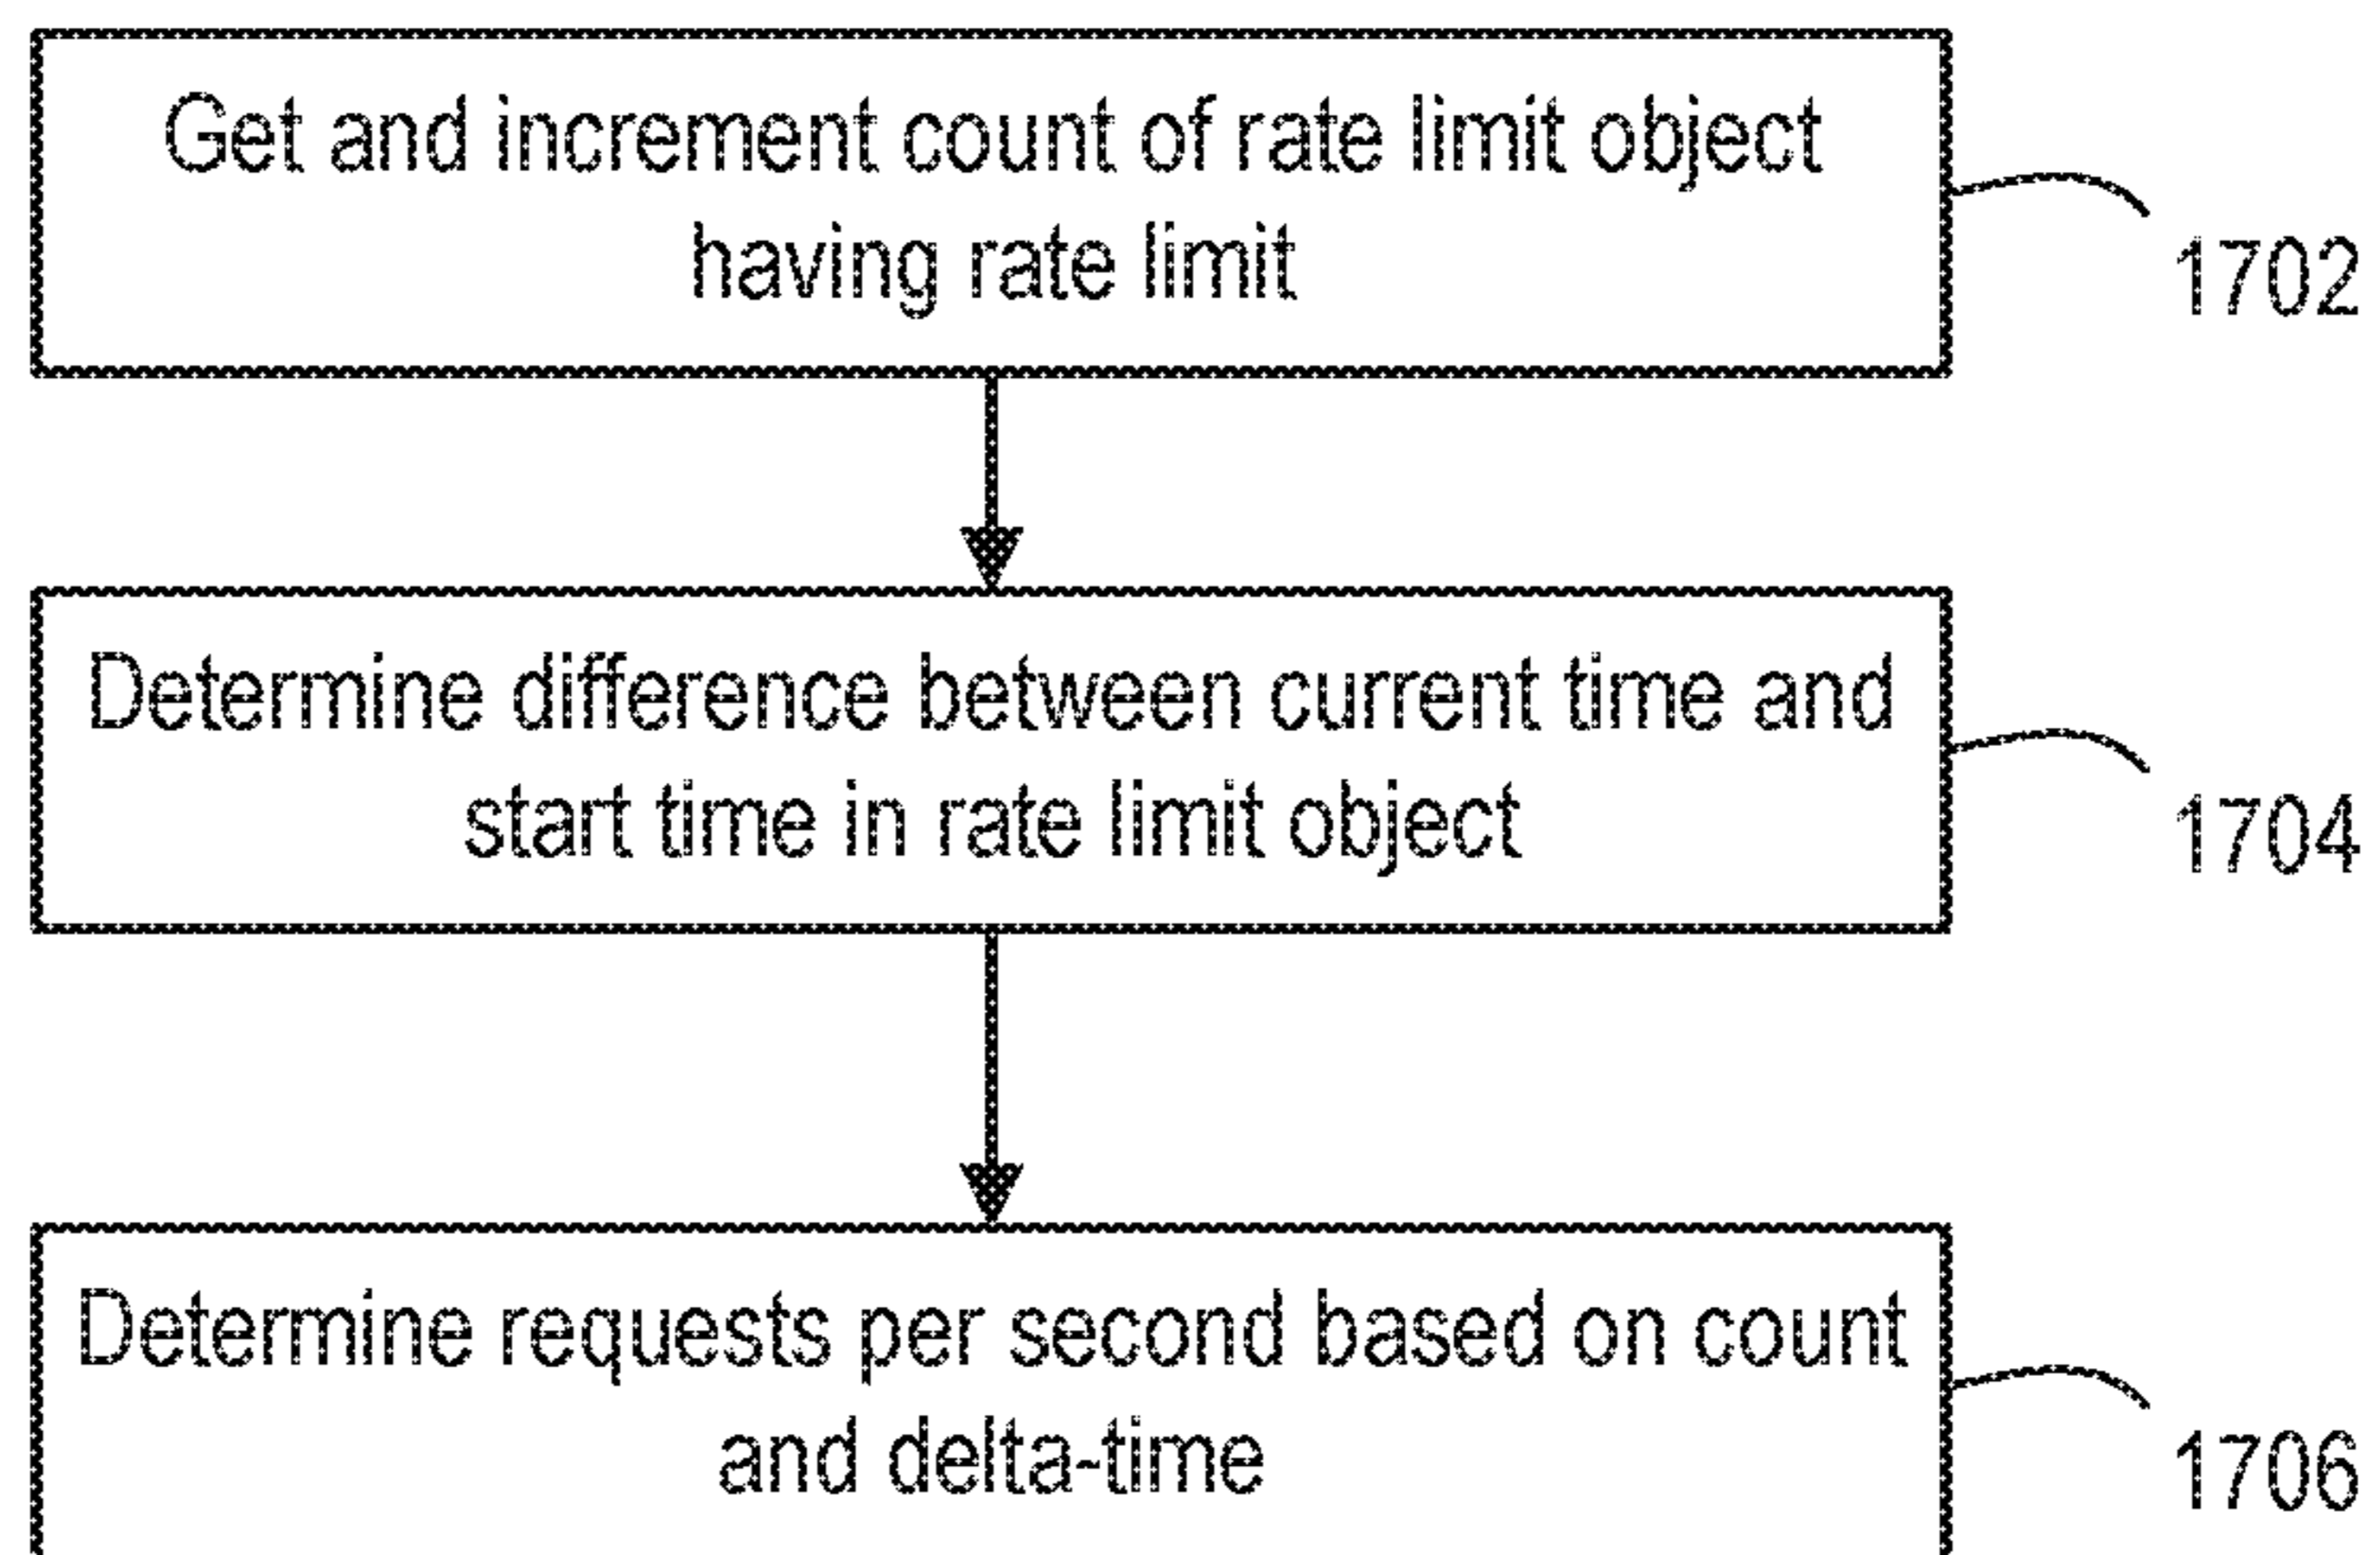 Get and increment count of rate limit object
having rate limit
1702
Determine difference between current time and
start time in rate limit object
1704
Determine requests per second based on count
and delta-time
1706